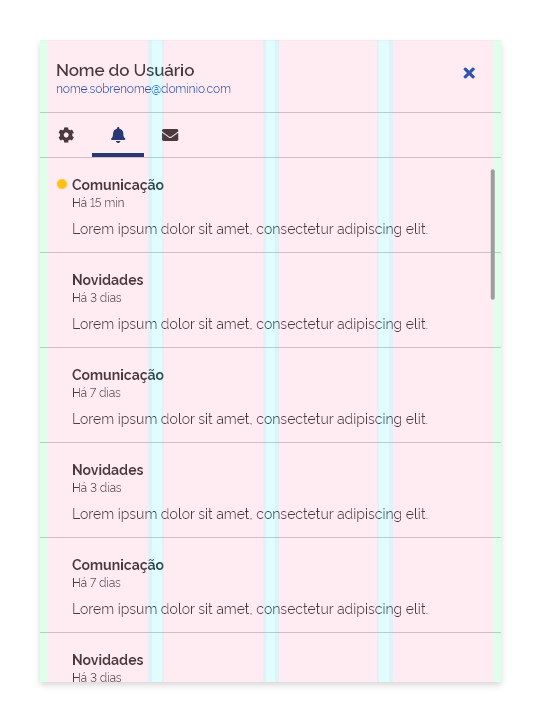 Nome do Usuário
nome.sobrenome@dominio.com
Comunicação
Há 15 min
Lorem ipsum dolor sit amet, consectetur adipiscing elit.
Novidades
Há 3 dias
Lorem ipsum dolor sit amet, consectetur adipiscing elit.
Comunicação
Há 7 dias
Lorem ipsum dolor sit amet, consectetur adipiscing elit.
Novidades
Há 3 dias
Lorem ipsum dolor sit amet, consectetur adipiscing elit.
Comunicação
Há 7 dias
Lorem ipsum dolor sit amet, consectetur adipiscing elit.
Novidades
Há 3 dias